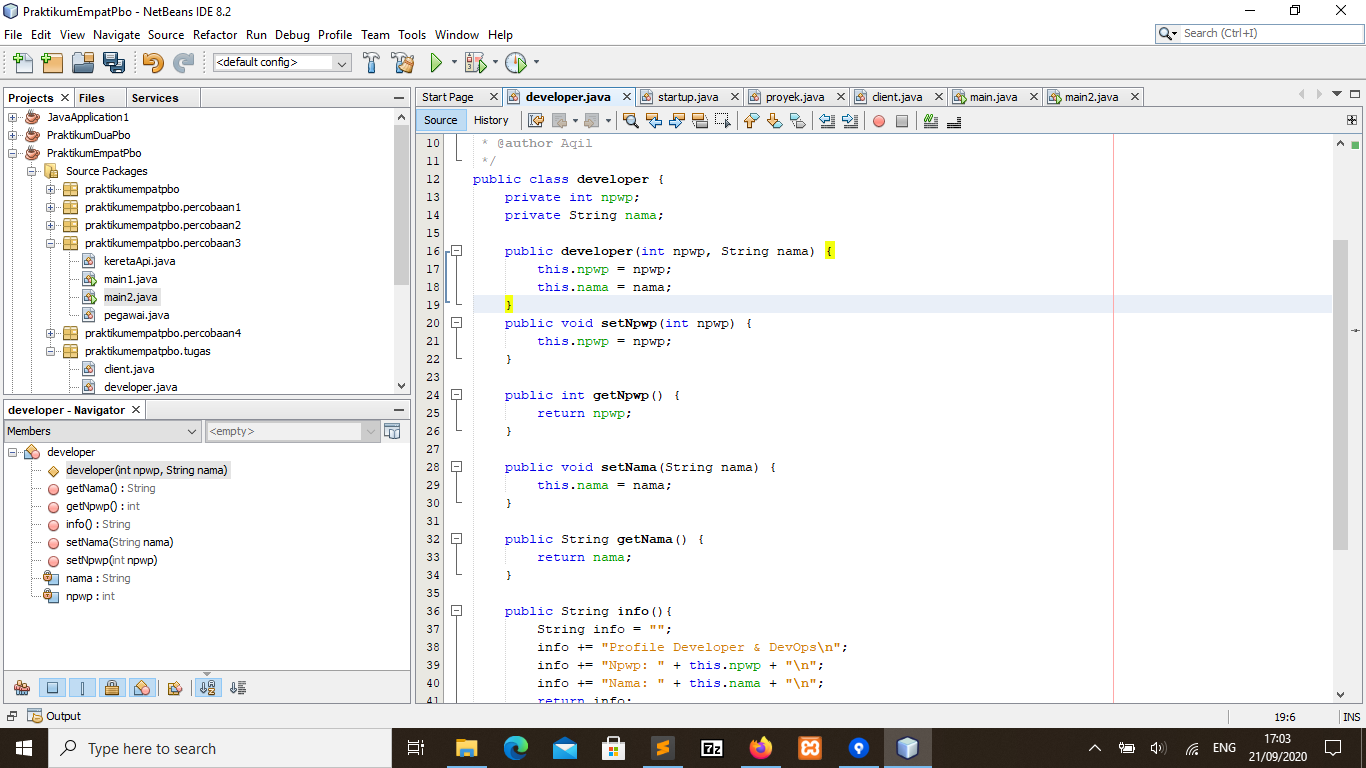 PraktikumEmpatPbo - NetBeans IDE 8.2
File Edit View Navigate Source Refactor Run Debug Profile Team Tools Window Help
Search (Ctrl+I)
<default config>
Projects Files Services
JavaApplication1
PraktikumDuaPbo
PraktikumEmpatPbo
Source Packages
praktikumempatpbo
praktikumempatpbo.percobaan1
praktikumempatpbo.percobaan2
praktikumempatpbo.percobaan3
keretaApi.java
main1.java
main2.java
pegawai.java
praktikumempatpbo.percobaan4
praktikumempatpbo.tugas
client.java
developer.java
developer - Navigator
Members <empty>
developer
developer(int npwp, String nama)
getNama() : String
getNpwp() : int
info() : String
setNama(String nama)
setNpwp(int npwp)
nama : String
npwp : int
Start Page developer.java startup.java proyek.java client.java main.java main2.java
Source History
10 * @author Aqil
11 */
12 public class developer {
13 private int npwp;
14 private String nama;
15
16 public developer(int npwp, String nama) {
17 this.npwp = npwp;
18 this.nama = nama;
19 }
20 public void setNpwp(int npwp) {
21 this.npwp = npwp;
22 }
23
24 public int getNpwp() {
25 return npwp;
26 }
27
28 public void setNama(String nama) {
29 this.nama = nama;
30 }
31
32 public String getNama() {
33 return nama;
34 }
35
36 public String info(){
37 String info = "";
38 info += "Profile Developer & DevOps\n";
39 info += "Npwp: " + this.npwp + "\n";
40 info += "Nama: " + this.nama + "\n";
41 return info;
Output
19:6 INS
Type here to search
7z
ENG
17:03
21/09/2020